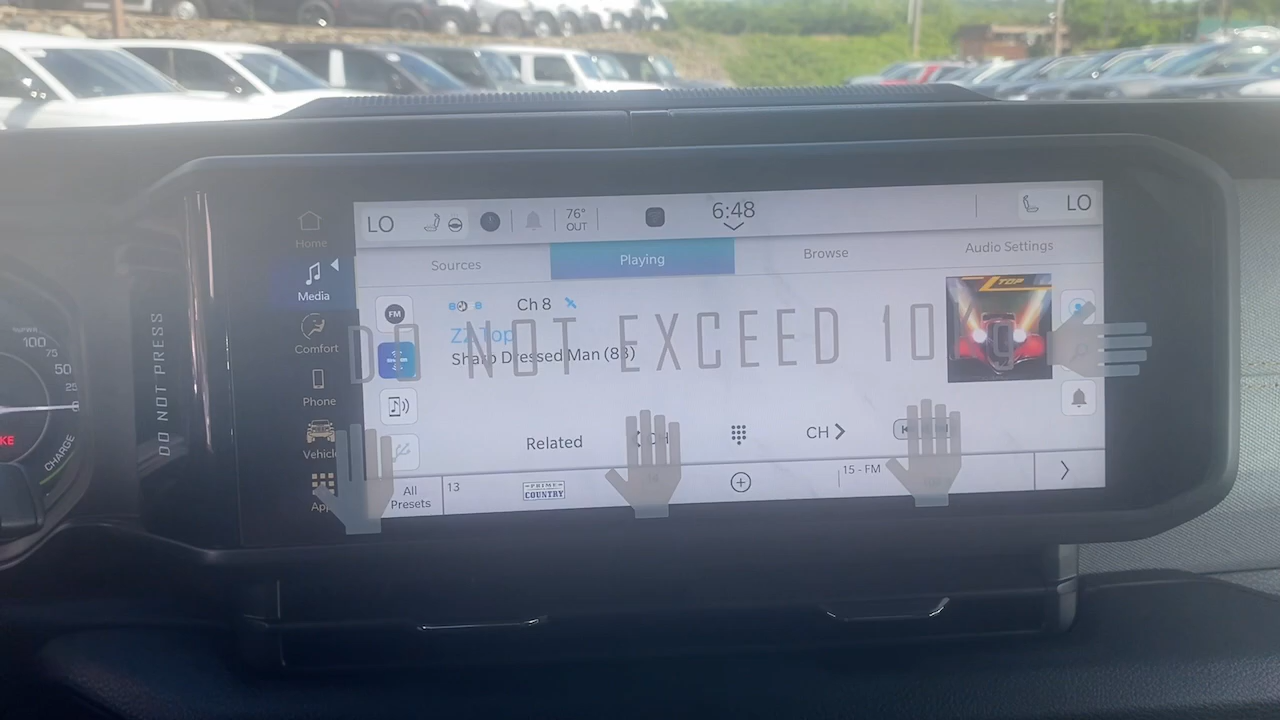 LO
76°
OUT
6:48
LO
Home
Media
Comfort
Phone
Sources
Playing
Browse
Audio Settings
FM
Ch 8
ZZ Top
Sharp Dressed Man (83)
TOP
DO NOT EXCEED
DO NOT PRESS
Related
CH
CH
All
Presets
13
PRIME
COUNTRY
15 - FM
100
75
50
25
CHARGE